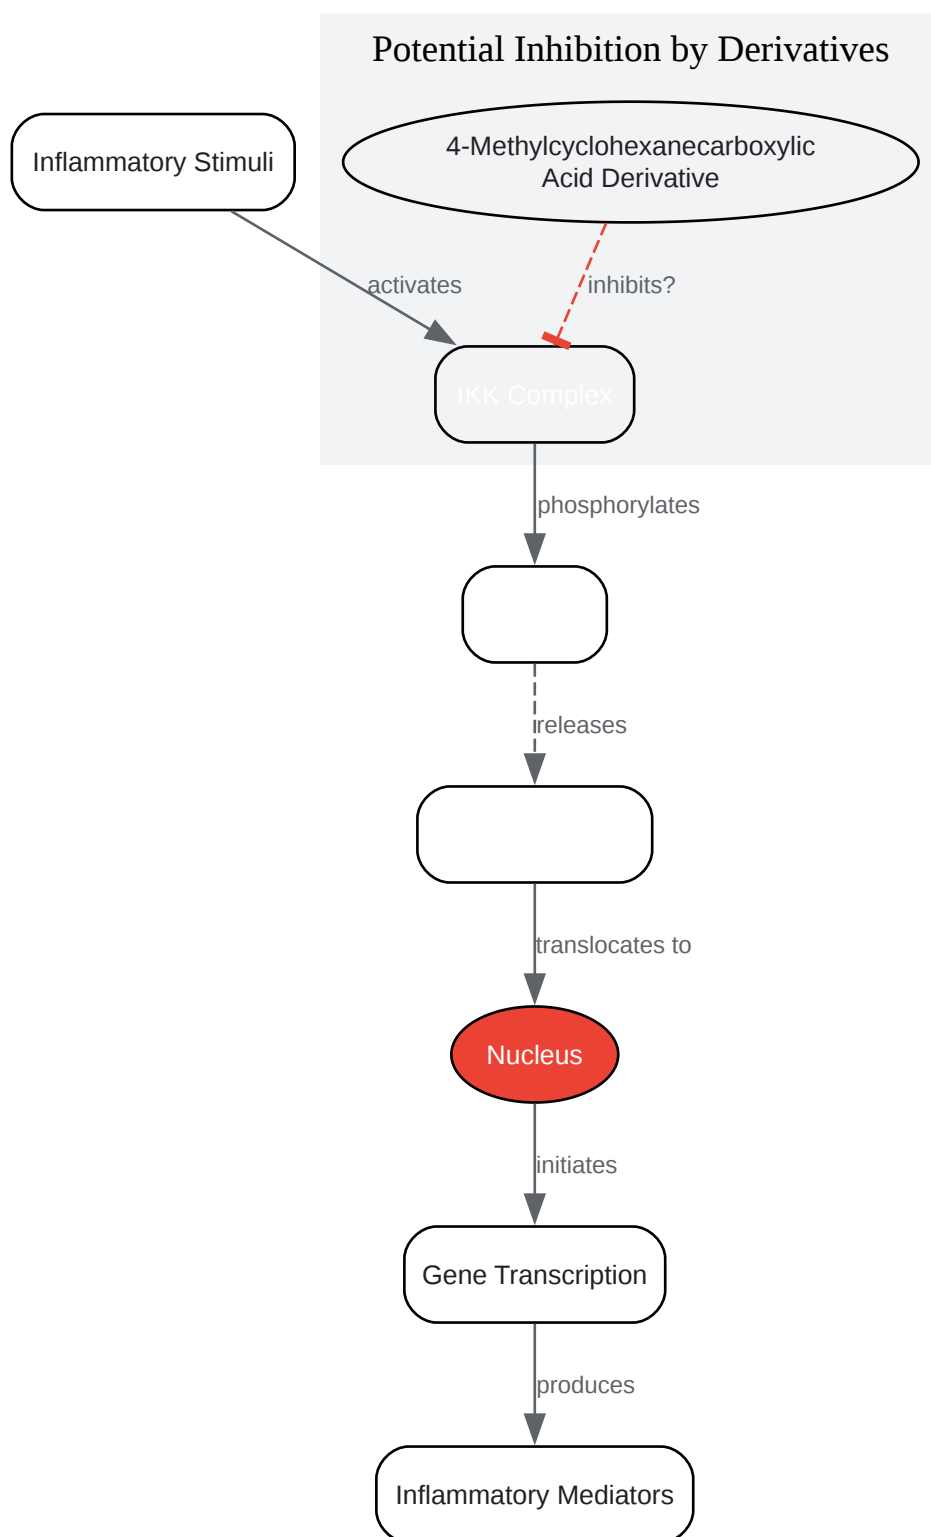 Potential Inhibition by Derivatives
Inflammatory Stimuli
4-Methylcyclohexanecarboxylic
Acid Derivative
activates
inhibits?
IKK Complex
phosphorylates
releases
translocates to
Nucleus
initiates
Gene Transcription
produces
Inflammatory Mediators